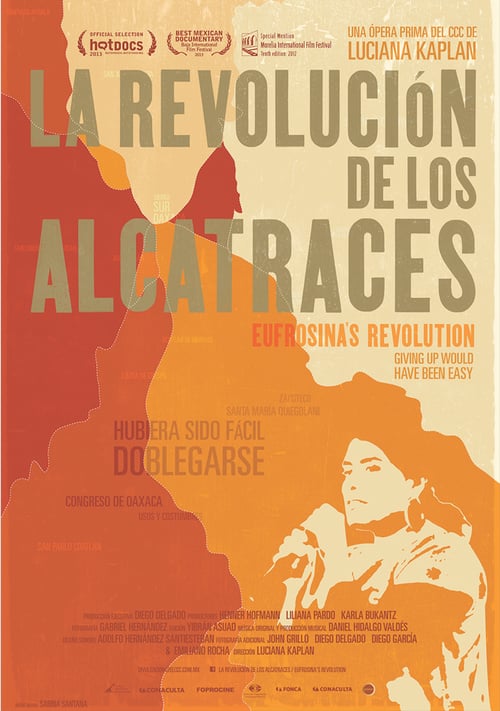 OFFICIAL SELECTION
hotDOCS
2013
BEST MEXICAN
DOCUMENTARY
Baja International
Film Festival
2013
Special Mention
Morelia International Film Festival
Tenth edition 2012
UNA ÓPERA PRIMA DEL CCC DE
LUCIANA KAPLAN
LA REVOLUCIÓN
DE LOS
ALCATRACES
EUFROSINA'S REVOLUTION
GIVING UP WOULD
HAVE BEEN EASY
ZAPOTECO
SANTA MARÍA QUIEGOLANI
HUBIERA SIDO FÁCIL
DOBLEGARSE
CONGRESO DE OAXACA
USOS Y COSTUMBRES
SAN PABLO COATLÁN
PRODUCCIÓN EJECUTIVA DIEGO DELGADO PRODUCTORES HENNER HOFMANN LILIANA PARDO KARLA BUKANTZ
FOTOGRAFÍA GABRIEL HERNÁNDEZ EDICIÓN YIBRÁN ASUAD MÚSICA ORIGINAL Y PRODUCCIÓN MUSICAL DANIEL HIDALGO VALDÉS
DISEÑO SONORO ADOLFO HERNÁNDEZ SANTIESTEBAN FOTOGRAFÍA ADICIONAL JOHN GRILLO DIEGO DELGADO DIEGO GARCÍA
& EMILIANO ROCHA DIRECCIÓN LUCIANA KAPLAN
LA REVOLUCIÓN DE LOS ALCATRACES / EUFROSINA'S REVOLUTION
CONACULTA FOPROCINE FONCA CONACULTA
SABINA SANTANA